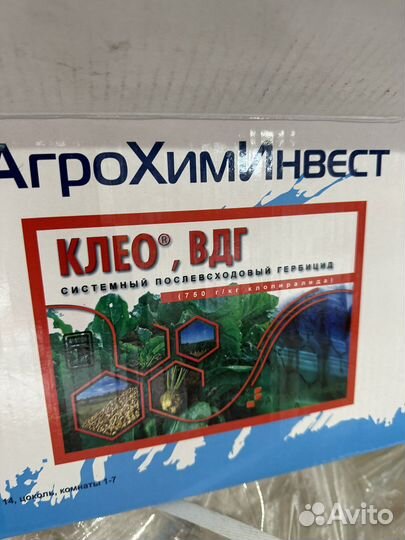 АгроХимИнвест
КЛЕО®, ВДГ
СИСТЕМНЫЙ ПОСЛЕВСХОДОВЫЙ ГЕРБИЦИД
(750 г/кг клопиралида)
14, цоколь, комнаты 1-7
Avito